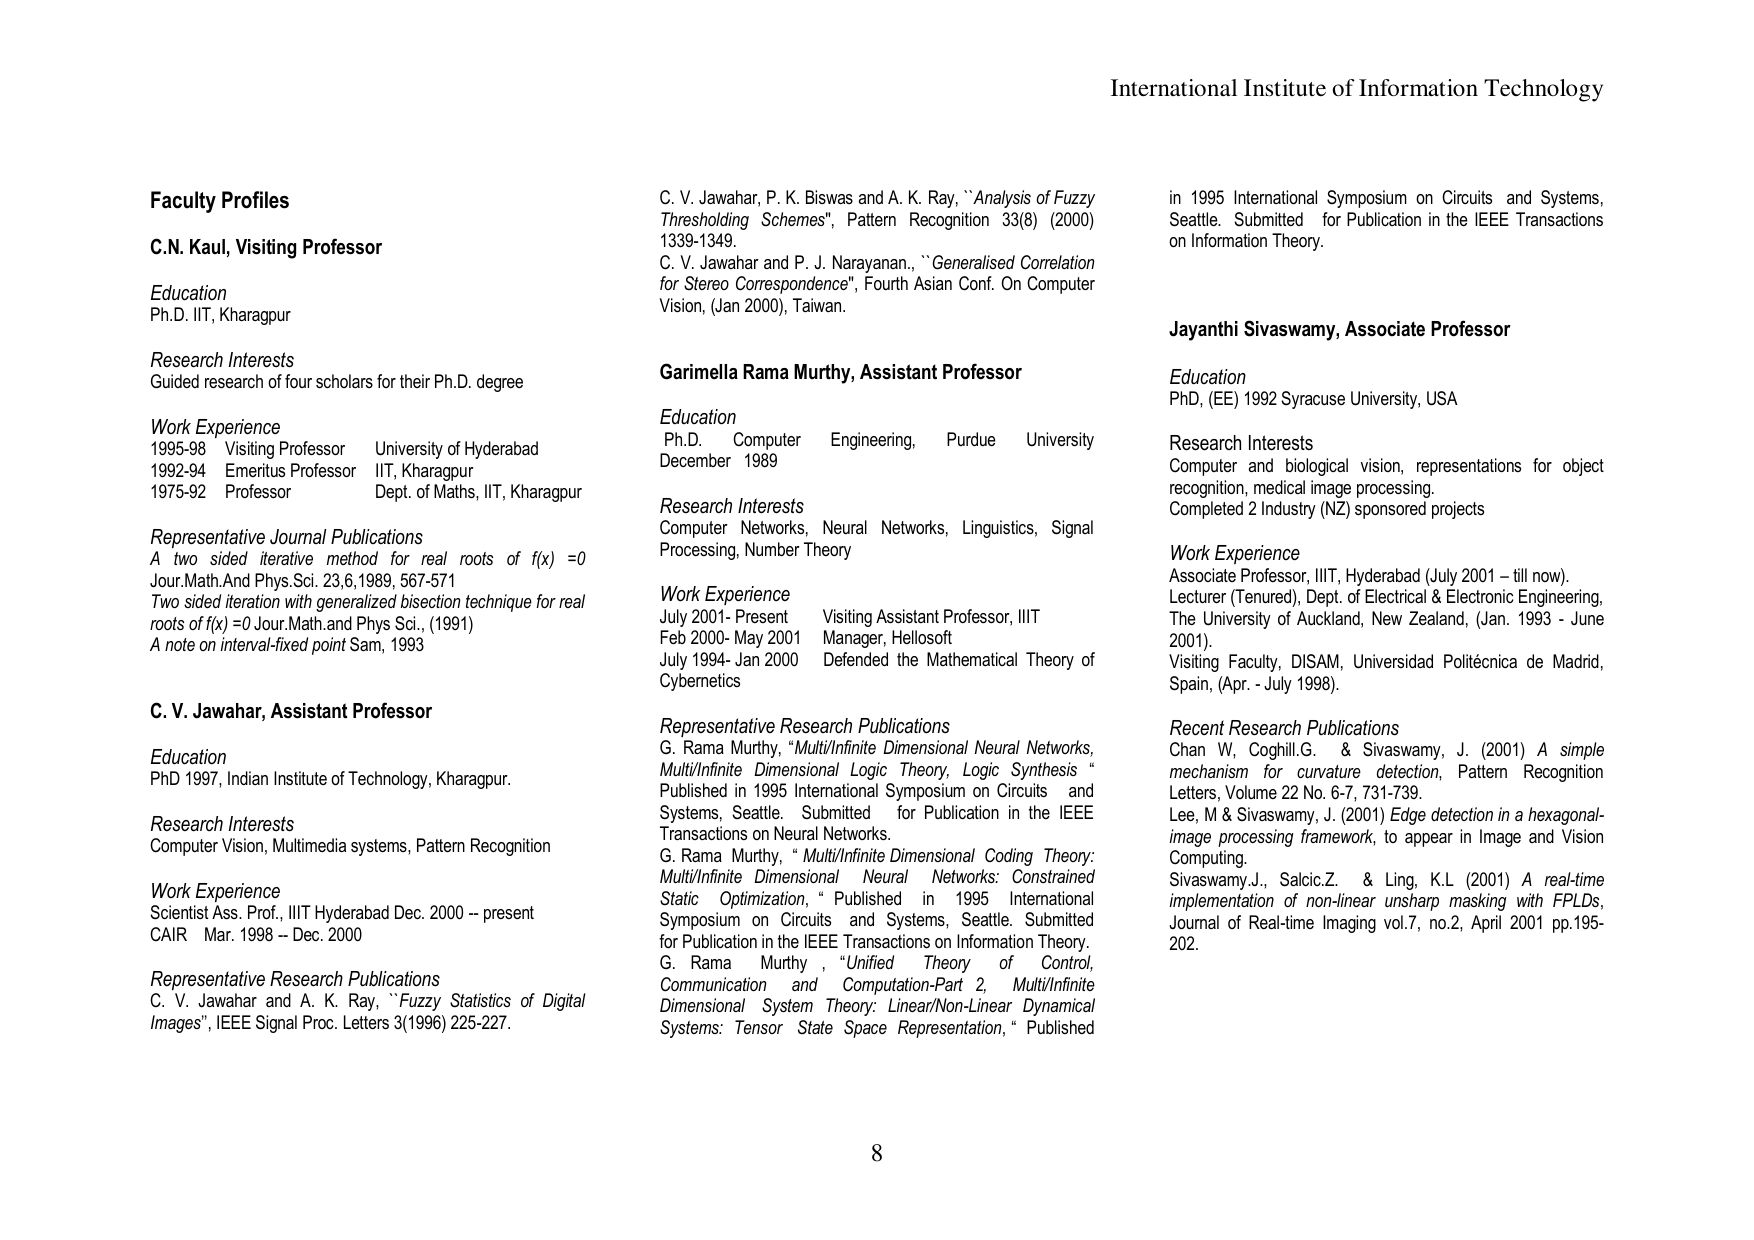 International Institute of Information Technology
Faculty Profiles
C.N. Kaul, Visiting Professor
Education
Ph.D. IIT, Kharagpur
Research Interests
Guided research of four scholars for their Ph.D. degree
Work Experience
1995-98 Visiting Professor University of Hyderabad
1992-94 Emeritus Professor IIT, Kharagpur
1975-92 Professor Dept. of Maths, IIT, Kharagpur
Representative Journal Publications
A two sided iterative method for real roots of f(x) =0
Jour.Math.And Phys.Sci. 23,6,1989, 567-571
Two sided iteration with generalized bisection technique for real
roots of f(x) =0 Jour.Math.and Phys Sci., (1991)
A note on interval-fixed point Sam, 1993
C. V. Jawahar, Assistant Professor
Education
PhD 1997, Indian Institute of Technology, Kharagpur.
Research Interests
Computer Vision, Multimedia systems, Pattern Recognition
Work Experience
Scientist Ass. Prof., IIIT Hyderabad Dec. 2000 -- present
CAIR Mar. 1998 -- Dec. 2000
Representative Research Publications
C. V. Jawahar and A. K. Ray, ``Fuzzy Statistics of Digital
Images'', IEEE Signal Proc. Letters 3(1996) 225-227.
C. V. Jawahar, P. K. Biswas and A. K. Ray, ``Analysis of Fuzzy
Thresholding Schemes", Pattern Recognition 33(8) (2000)
1339-1349.
C. V. Jawahar and P. J. Narayanan., ``Generalised Correlation
for Stereo Correspondence", Fourth Asian Conf. On Computer
Vision, (Jan 2000), Taiwan.
Garimella Rama Murthy, Assistant Professor
Education
Ph.D. Computer Engineering, Purdue University
December 1989
Research Interests
Computer Networks, Neural Networks, Linguistics, Signal
Processing, Number Theory
Work Experience
July 2001- Present Visiting Assistant Professor, IIIT
Feb 2000- May 2001 Manager, Hellosoft
July 1994- Jan 2000 Defended the Mathematical Theory of
Cybernetics
Representative Research Publications
G. Rama Murthy, “Multi/Infinite Dimensional Neural Networks,
Multi/Infinite Dimensional Logic Theory, Logic Synthesis “
Published in 1995 International Symposium on Circuits and
Systems, Seattle. Submitted for Publication in the IEEE
Transactions on Neural Networks.
G. Rama Murthy, “ Multi/Infinite Dimensional Coding Theory:
Multi/Infinite Dimensional Neural Networks: Constrained
Static Optimization, “ Published in 1995 International
Symposium on Circuits and Systems, Seattle. Submitted
for Publication in the IEEE Transactions on Information Theory.
G. Rama Murthy , “Unified Theory of Control,
Communication and Computation-Part 2, Multi/Infinite
Dimensional System Theory: Linear/Non-Linear Dynamical
Systems: Tensor State Space Representation, “ Published
in 1995 International Symposium on Circuits and Systems,
Seattle. Submitted for Publication in the IEEE Transactions
on Information Theory.
Jayanthi Sivaswamy, Associate Professor
Education
PhD, (EE) 1992 Syracuse University, USA
Research Interests
Computer and biological vision, representations for object
recognition, medical image processing.
Completed 2 Industry (NZ) sponsored projects
Work Experience
Associate Professor, IIIT, Hyderabad (July 2001 – till now).
Lecturer (Tenured), Dept. of Electrical & Electronic Engineering,
The University of Auckland, New Zealand, (Jan. 1993 - June
2001).
Visiting Faculty, DISAM, Universidad Politécnica de Madrid,
Spain, (Apr. - July 1998).
Recent Research Publications
Chan W, Coghill.G. & Sivaswamy, J. (2001) A simple
mechanism for curvature detection, Pattern Recognition
Letters, Volume 22 No. 6-7, 731-739.
Lee, M & Sivaswamy, J. (2001) Edge detection in a hexagonal-
image processing framework, to appear in Image and Vision
Computing.
Sivaswamy.J., Salcic.Z. & Ling, K.L (2001) A real-time
implementation of non-linear unsharp masking with FPLDs,
Journal of Real-time Imaging vol.7, no.2, April 2001 pp.195-
202.
8